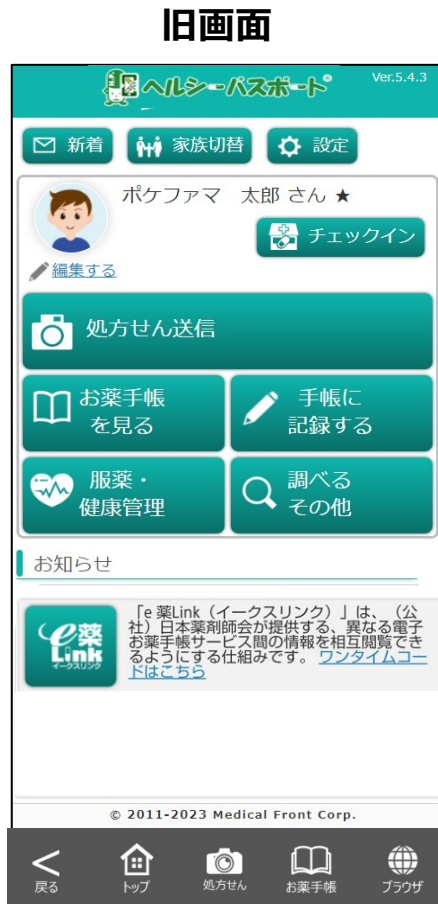 旧画面
ヘルシーパスポート®
Ver.5.4.3
新着
家族切替
設定
ポケファマ 太郎 さん ★
チェックイン
編集する
処方せん送信
お薬手帳
を見る
手帳に
記録する
服薬・
健康管理
調べる
その他
お知らせ
e薬
Link
イークスリンク
「e 薬Link（イークスリンク）」は、（公
社）日本薬剤師会が提供する、異なる電子
お薬手帳サービス間の情報を相互閲覧でき
るようにする仕組みです。 ワンタイムコー
ドはこちら
© 2011-2023 Medical Front Corp.
戻る
トップ
処方せん
お薬手帳
ブラウザ